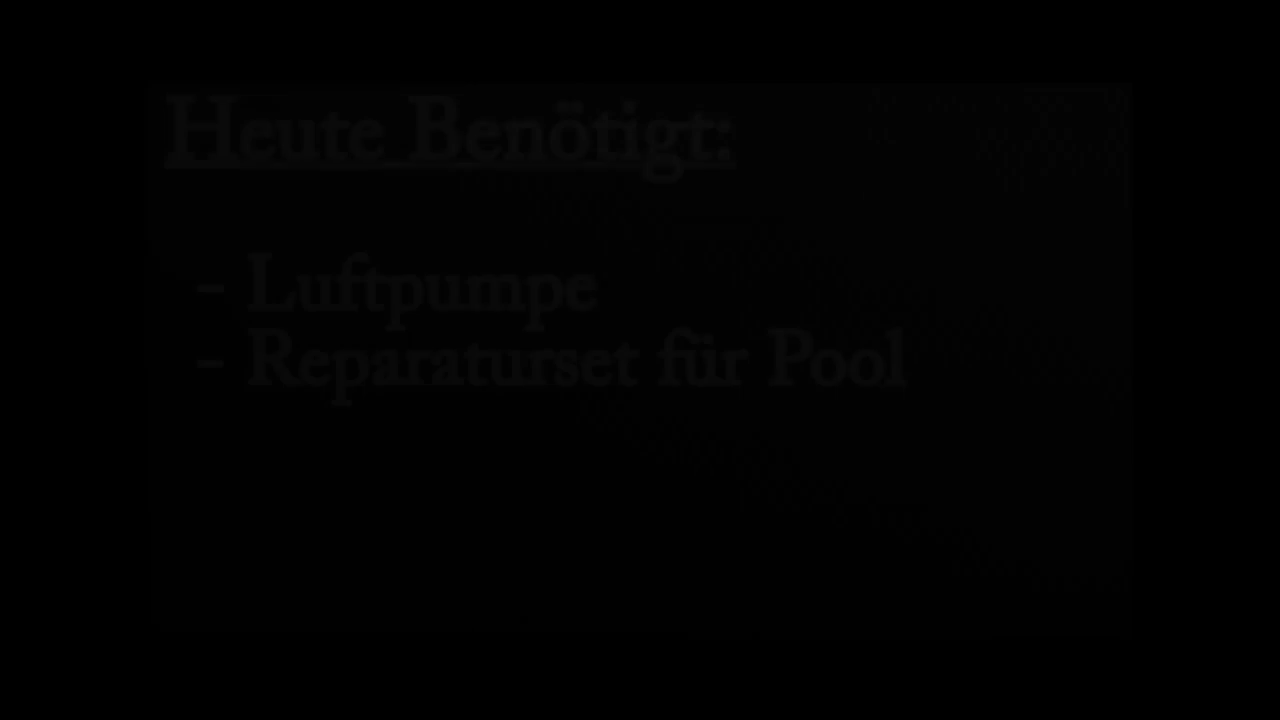 Heute Benötigt:
- Luftpumpe
- Reparaturset für Pool